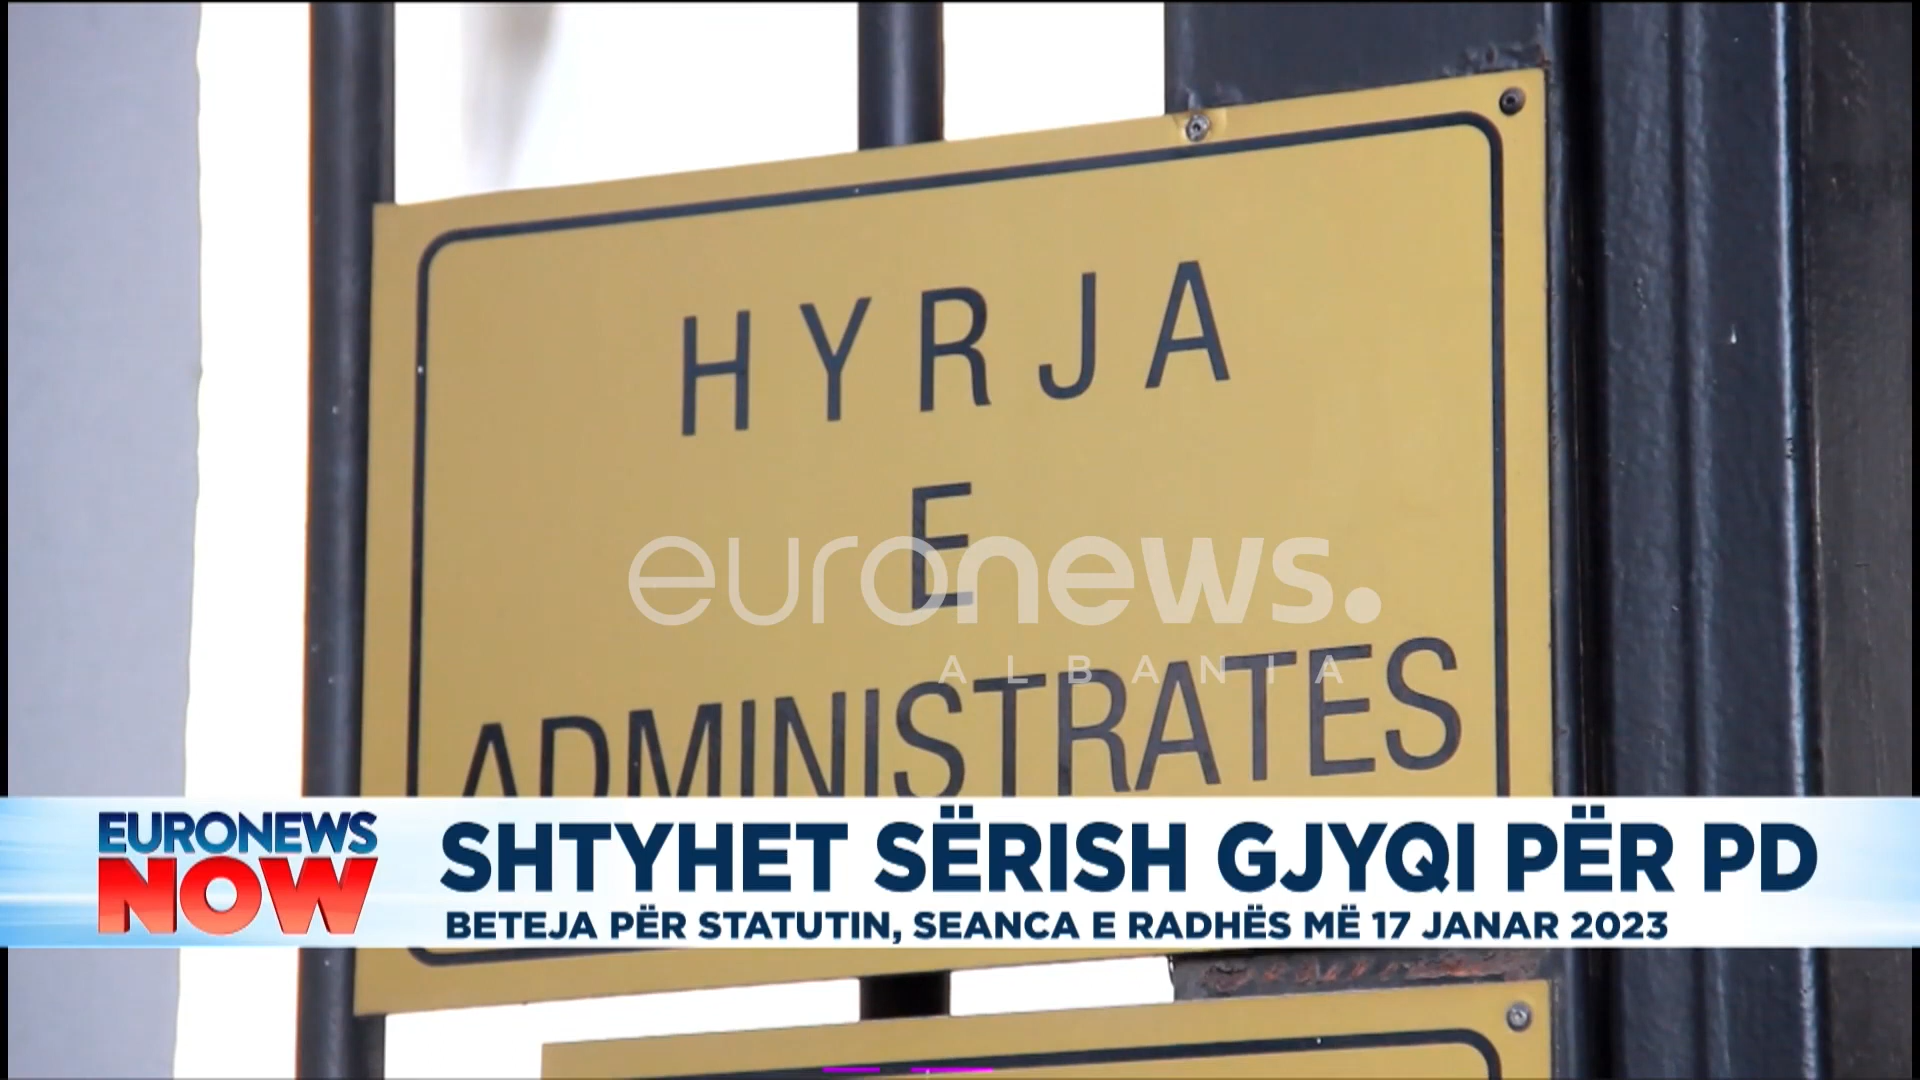 HYRJA
E
ADMINISTRATES
euronews.
ALBANIA
EURONEWS
NOW
SHTYHET SËRISH GJYQI PËR PD
BETEJA PËR STATUTIN, SEANCA E RADHËS MË 17 JANAR 2023